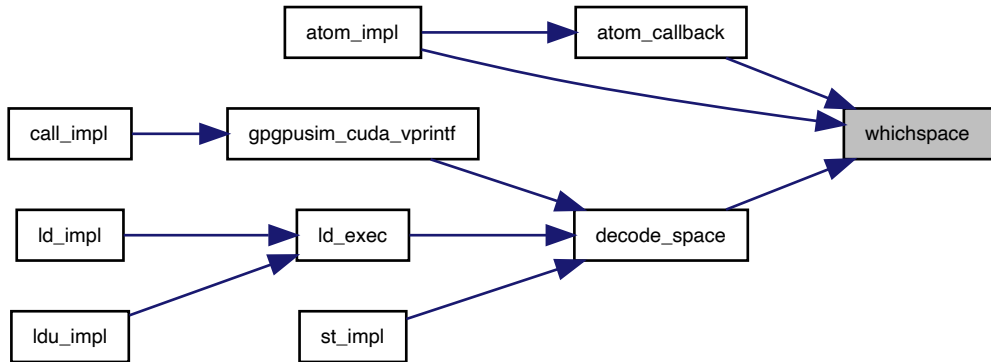 atom_impl
atom_callback
whichspace
call_impl
gpgpusim_cuda_vprintf
ld_impl
ld_exec
decode_space
ldu_impl
st_impl